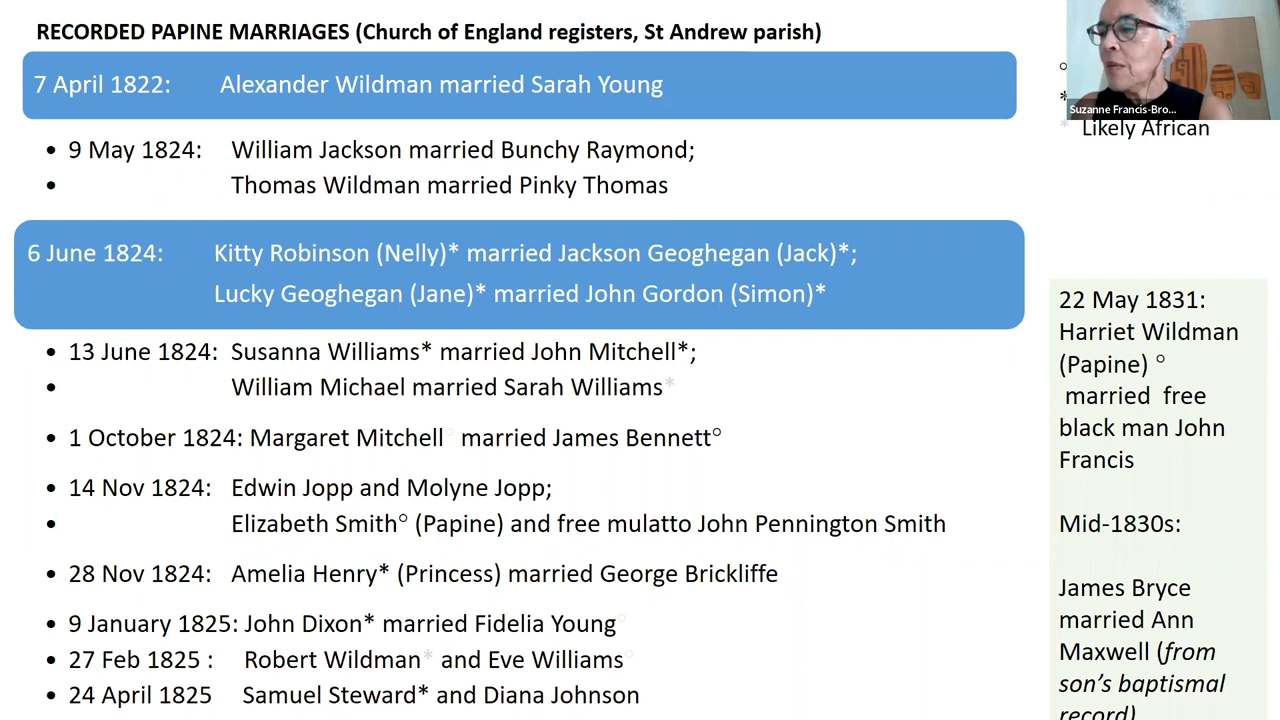 RECORDED PAPINE MARRIAGES (Church of England registers, St Andrew parish)
7 April 1822: Alexander Wildman married Sarah Young
• 9 May 1824: William Jackson married Bunchy Raymond;
• Thomas Wildman married Pinky Thomas
6 June 1824: Kitty Robinson (Nelly)* married Jackson Geoghegan (Jack)*;
Lucky Geoghegan (Jane)* married John Gordon (Simon)*
• 13 June 1824: Susanna Williams* married John Mitchell*;
• William Michael married Sarah Williams*
• 1 October 1824: Margaret Mitchell° married James Bennett°
• 14 Nov 1824: Edwin Jopp and Molyne Jopp;
• Elizabeth Smith° (Papine) and free mulatto John Pennington Smith
• 28 Nov 1824: Amelia Henry* (Princess) married George Brickliffe
• 9 January 1825: John Dixon* married Fidelia Young°
• 27 Feb 1825 : Robert Wildman* and Eve Williams°
• 24 April 1825 Samuel Steward* and Diana Johnson
Suzanne Francis-Bro...
°
*
* Likely African
22 May 1831:
Harriet Wildman
(Papine) °
married free
black man John
Francis
Mid-1830s:
James Bryce
married Ann
Maxwell (from
son's baptismal
record)